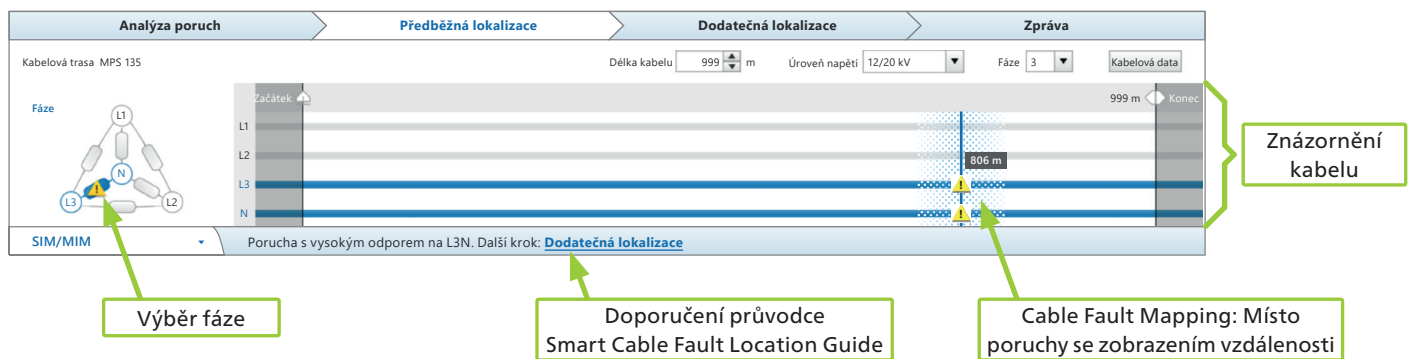 Analýza poruch
Předběžná lokalizace
Dodatečná lokalizace
Zpráva
Kabelová trasa MPS 135
Délka kabelu 999 m
Úroveň napětí 12/20 kV
Fáze 3
Kabelová data
Fáze
L1
N
L3
L2
Začátek
999 m
Konec
L1
L2
806 m
L3
N
Znázornění
kabelu
SIM/MIM
Porucha s vysokým odporem na L3N. Další krok: Dodatečná lokalizace
Výběr fáze
Doporučení průvodce
Smart Cable Fault Location Guide
Cable Fault Mapping: Místo
poruchy se zobrazením vzdálenosti